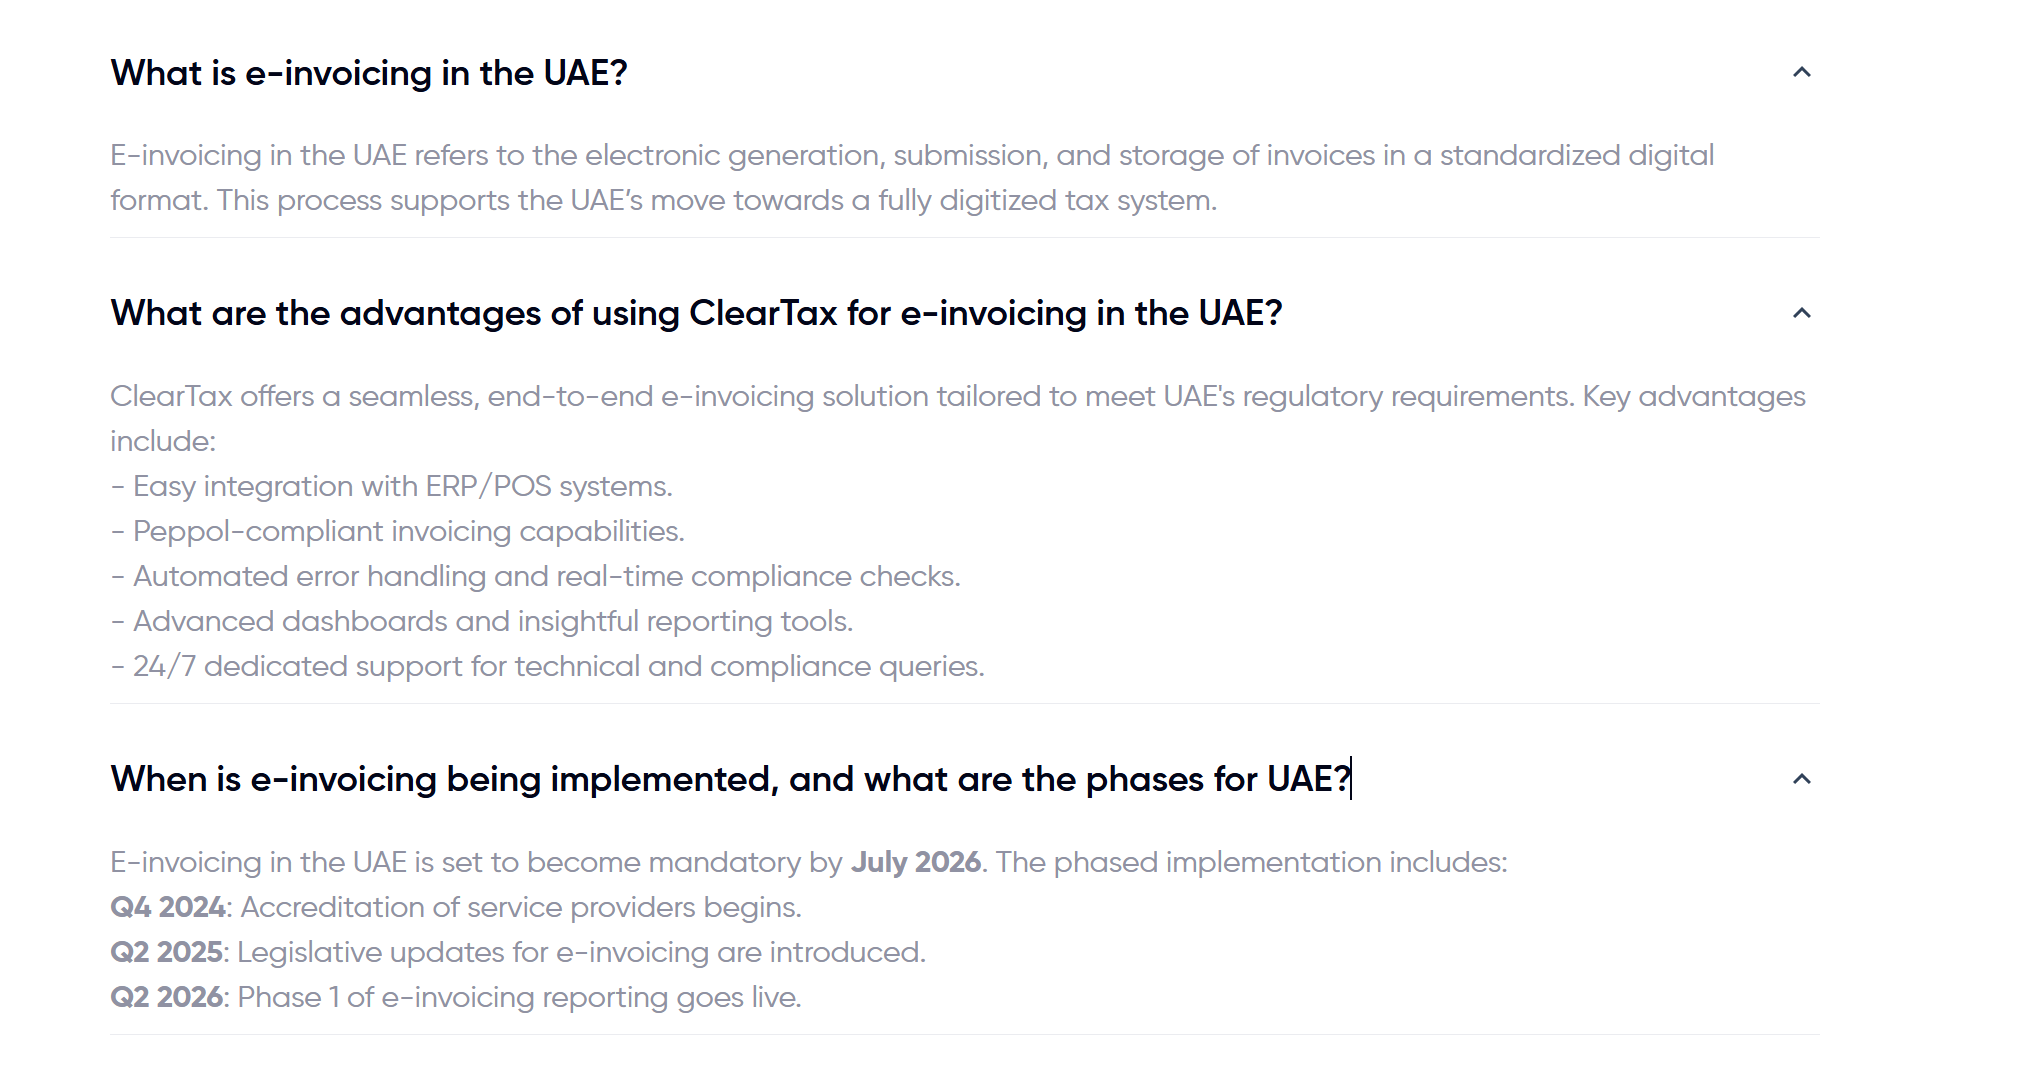 What is e-invoicing in the UAE?
E-invoicing in the UAE refers to the electronic generation, submission, and storage of invoices in a standardized digital
format. This process supports the UAE’s move towards a fully digitized tax system.
What are the advantages of using ClearTax for e-invoicing in the UAE?
ClearTax offers a seamless, end-to-end e-invoicing solution tailored to meet UAE's regulatory requirements. Key advantages
include:
- Easy integration with ERP/POS systems.
- Peppol-compliant invoicing capabilities.
- Automated error handling and real-time compliance checks.
- Advanced dashboards and insightful reporting tools.
- 24/7 dedicated support for technical and compliance queries.
When is e-invoicing being implemented, and what are the phases for UAE?
E-invoicing in the UAE is set to become mandatory by July 2026. The phased implementation includes:
Q4 2024: Accreditation of service providers begins.
Q2 2025: Legislative updates for e-invoicing are introduced.
Q2 2026: Phase 1 of e-invoicing reporting goes live.